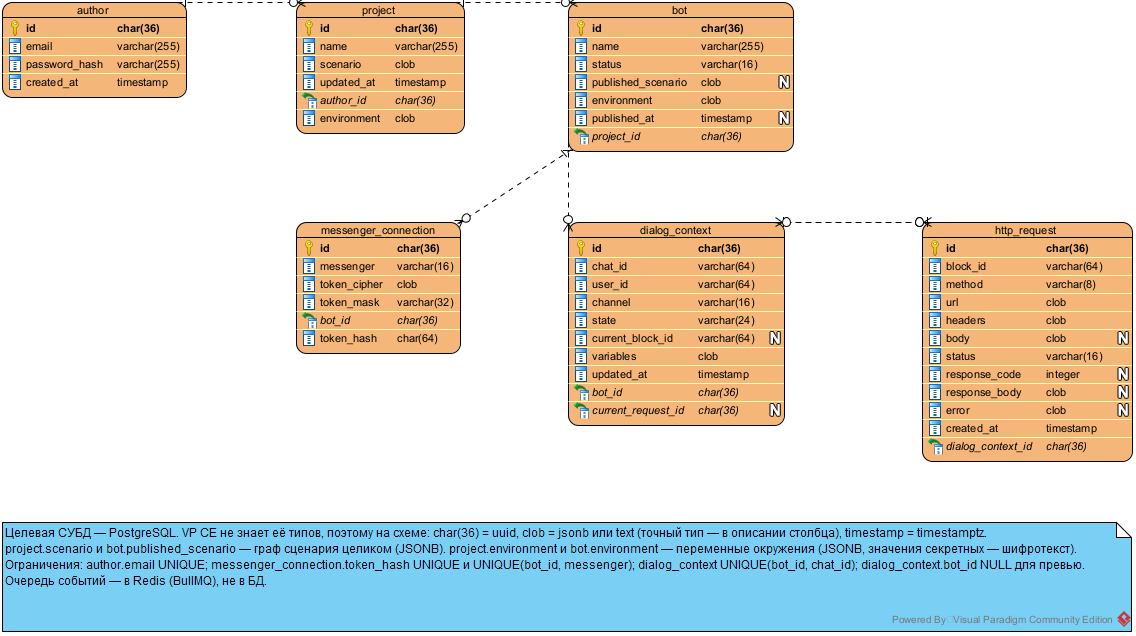 author
id char(36)
email varchar(255)
password_hash varchar(255)
created_at timestamp
project
id char(36)
name varchar(255)
scenario clob
updated_at timestamp
author_id char(36)
environment clob
bot
id char(36)
name varchar(255)
status varchar(16)
published_scenario clob N
environment clob
published_at timestamp N
project_id char(36)
messenger_connection
id char(36)
messenger varchar(16)
token_cipher clob
token_mask varchar(32)
bot_id char(36)
token_hash char(64)
dialog_context
id char(36)
chat_id varchar(64)
user_id varchar(64)
channel varchar(16)
state varchar(24)
current_block_id varchar(64) N
variables clob
updated_at timestamp
bot_id char(36)
current_request_id char(36) N
http_request
id char(36)
block_id varchar(64)
method varchar(8)
url clob
headers clob
body clob N
status varchar(16)
response_code integer N
response_body clob N
error clob N
created_at timestamp
dialog_context_id char(36)
Целевая СУБД — PostgreSQL. VP CE не знает её типов, поэтому на схеме: char(36) = uuid, clob = jsonb или text (точный тип — в описании столбца), timestamp = timestamptz.
project.scenario и bot.published_scenario — граф сценария целиком (JSONB). project.environment и bot.environment — переменные окружения (JSONB, значения секретных — шифротекст).
Ограничения: author.email UNIQUE; messenger_connection.token_hash UNIQUE и UNIQUE(bot_id, messenger); dialog_context UNIQUE(bot_id, chat_id); dialog_context.bot_id NULL для превью.
Очередь событий — в Redis (BullMQ), не в БД.
Powered By: Visual Paradigm Community Edition